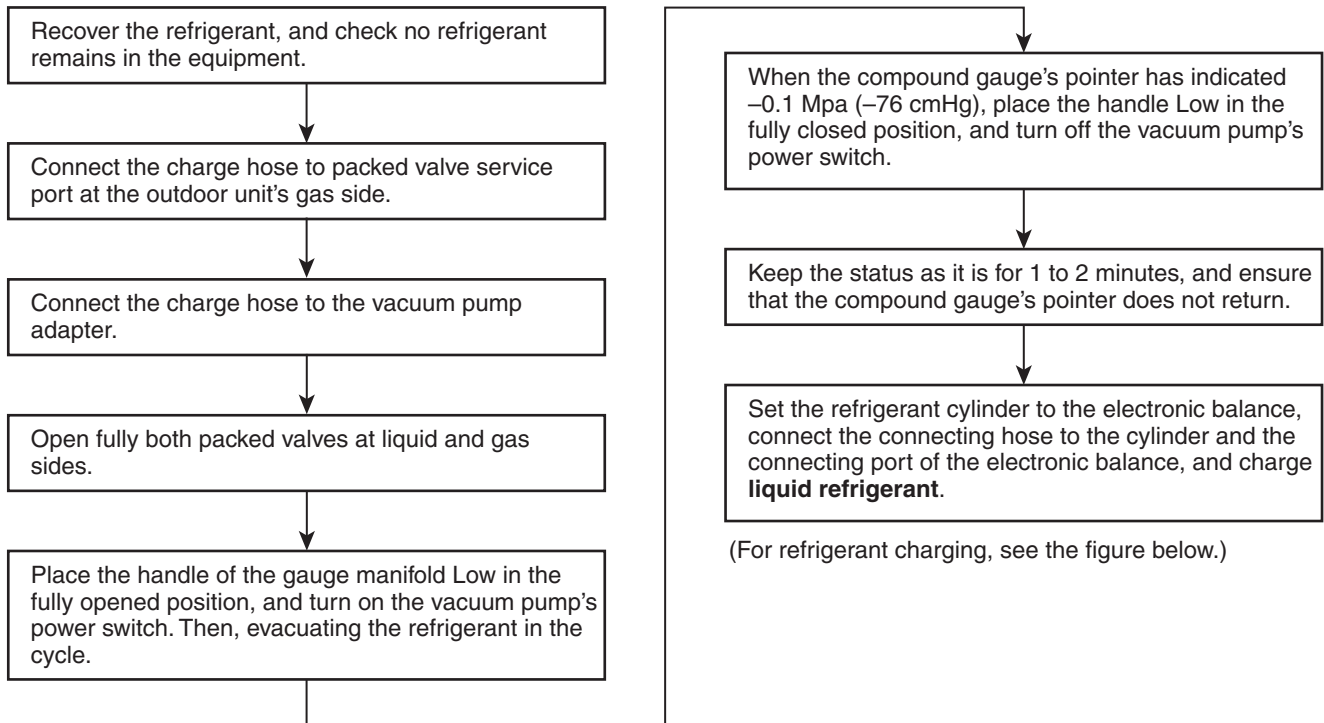 Recover the refrigerant, and check no refrigerant
remains in the equipment.
Connect the charge hose to packed valve service
port at the outdoor unit's gas side.
Connect the charge hose to the vacuum pump
adapter.
Open fully both packed valves at liquid and gas
sides.
Place the handle of the gauge manifold Low in the
fully opened position, and turn on the vacuum pump's
power switch. Then, evacuating the refrigerant in the
cycle.
When the compound gauge's pointer has indicated
–0.1 Mpa (–76 cmHg), place the handle Low in the
fully closed position, and turn off the vacuum pump's
power switch.
Keep the status as it is for 1 to 2 minutes, and ensure
that the compound gauge's pointer does not return.
Set the refrigerant cylinder to the electronic balance,
connect the connecting hose to the cylinder and the
connecting port of the electronic balance, and charge
liquid refrigerant.
(For refrigerant charging, see the figure below.)